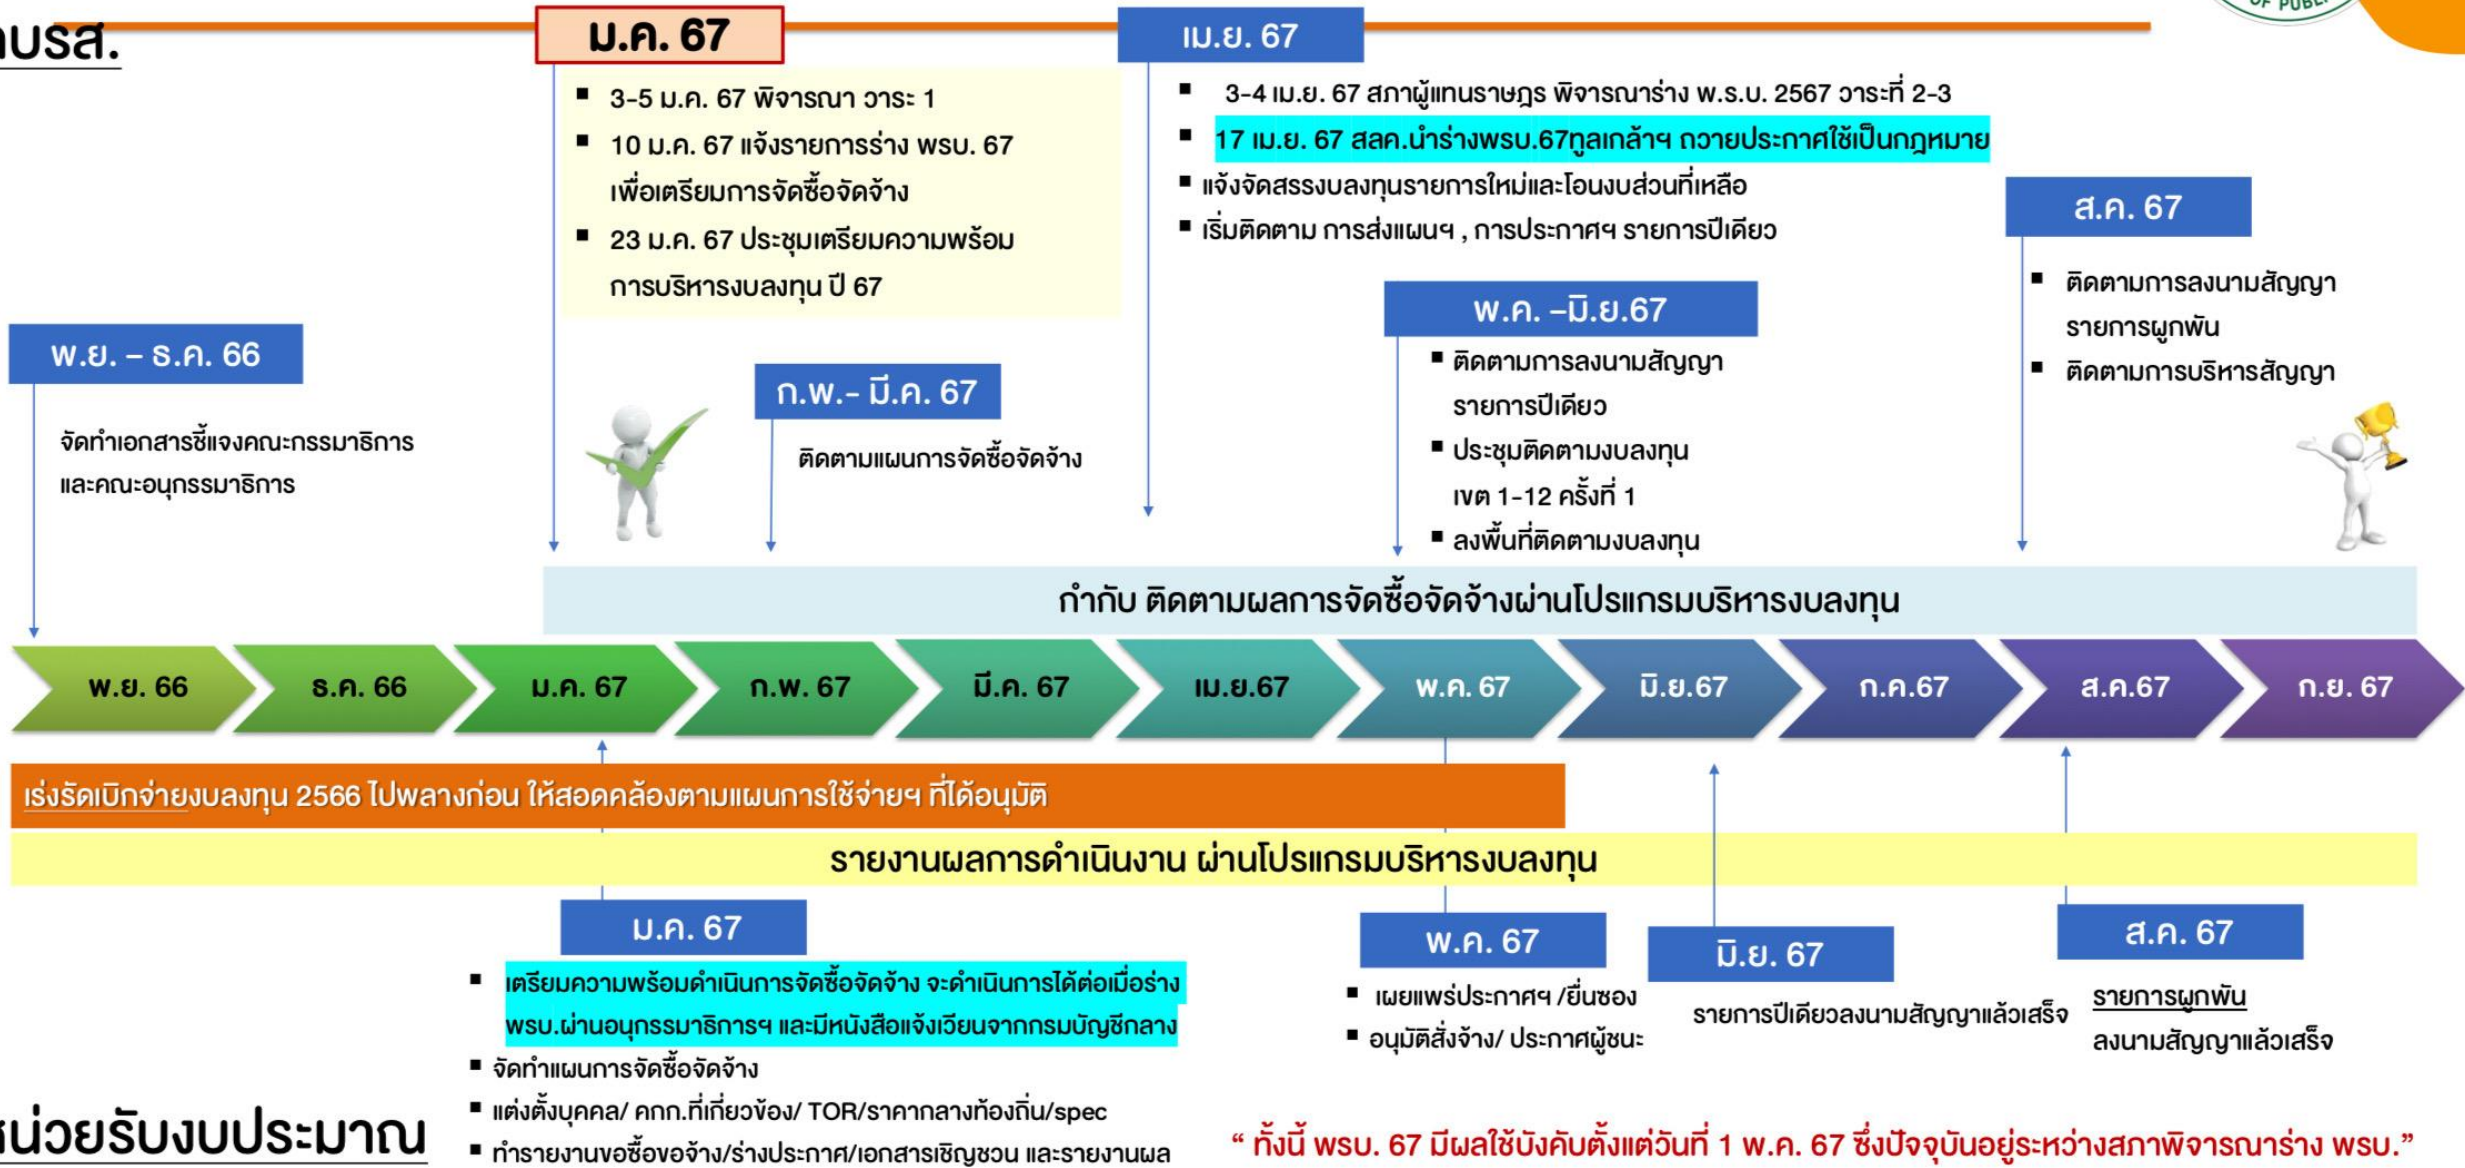 บรส.
ม.ค. 67
3-5 ม.ค. 67 พิจารณา วาระ 1
10 ม.ค. 67 แจ้งรายการร่าง พรบ. 67
เพื่อเตรียมการจัดซื้อจัดจ้าง
23 ม.ค. 67 ประชุมเตรียมความพร้อม
การบริหารงบลงทุน ปี 67
เม.ย. 67
3-4 เม.ย. 67 สภาผู้แทนราษฎร พิจารณาร่าง พ.ร.บ. 2567 วาระที่ 2-3
17 เม.ย. 67 สลค.นำร่างพรบ.67ทูลเกล้าฯ ถวายประกาศใช้เป็นกฎหมาย
แจ้งจัดสรรงบลงทุนรายการใหม่และโอนงบส่วนที่เหลือ
เริ่มติดตาม การส่งแผนฯ , การประกาศฯ รายการปีเดียว
OF PUBL
ส.ค. 67
ติดตามการลงนามสัญญา
รายการผูกพัน
ติดตามการบริหารสัญญา
พ.ค. –มิ.ย.67
ติดตามการลงนามสัญญา
รายการปีเดียว
ประชุมติดตามงบลงทุน
เขต 1-12 ครั้งที่ 1
ลงพื้นที่ติดตามงบลงทุน
พ.ย. – ธ.ค. 66
จัดทำเอกสารชี้แจงคณะกรรมาธิการ
และคณะอนุกรรมาธิการ
ก.พ.- มี.ค. 67
ติดตามแผนการจัดซื้อจัดจ้าง
กำกับ ติดตามผลการจัดซื้อจัดจ้างผ่านโปรแกรมบริหารงบลงทุน
พ.ย. 66
ธ.ค. 66
ม.ค. 67
ก.พ. 67
มี.ค. 67
เม.ย.67
พ.ค. 67
มิ.ย.67
ก.ค.67
ส.ค.67
ก.ย. 67
เร่งรัดเบิกจ่ายงบลงทุน 2566 ไปพลางก่อน ให้สอดคล้องตามแผนการใช้จ่ายฯ ที่ได้อนุมัติ
รายงานผลการดำเนินงาน ผ่านโปรแกรมบริหารงบลงทุน
ม.ค. 67
เตรียมความพร้อมดำเนินการจัดซื้อจัดจ้าง จะดำเนินการได้ต่อเมื่อร่าง
พรบ.ผ่านอนุกรรมาธิการฯ และมีหนังสือแจ้งเวียนจากกรมบัญชีกลาง
จัดทำแผนการจัดซื้อจัดจ้าง
แต่งตั้งบุคคล/ คกก.ที่เกี่ยวข้อง/ TOR/ราคากลางท้องถิ่น/spec
ทำรายงานขอซื้อขอจ้าง/ร่างประกาศ/เอกสารเชิญชวน และรายงานผล
พ.ค. 67
เผยแพร่ประกาศฯ /ยื่นซอง
อนุมัติสั่งจ้าง/ ประกาศผู้ชนะ
มิ.ย. 67
รายการปีเดียวลงนามสัญญาแล้วเสร็จ
ส.ค. 67
รายการผูกพัน
ลงนามสัญญาแล้วเสร็จ
หน่วยรับงบประมาณ
“ ทั้งนี้ พรบ. 67 มีผลใช้บังคับตั้งแต่วันที่ 1 พ.ค. 67 ซึ่งปัจจุบันอยู่ระหว่างสภาพิจารณาร่าง พรบ.”